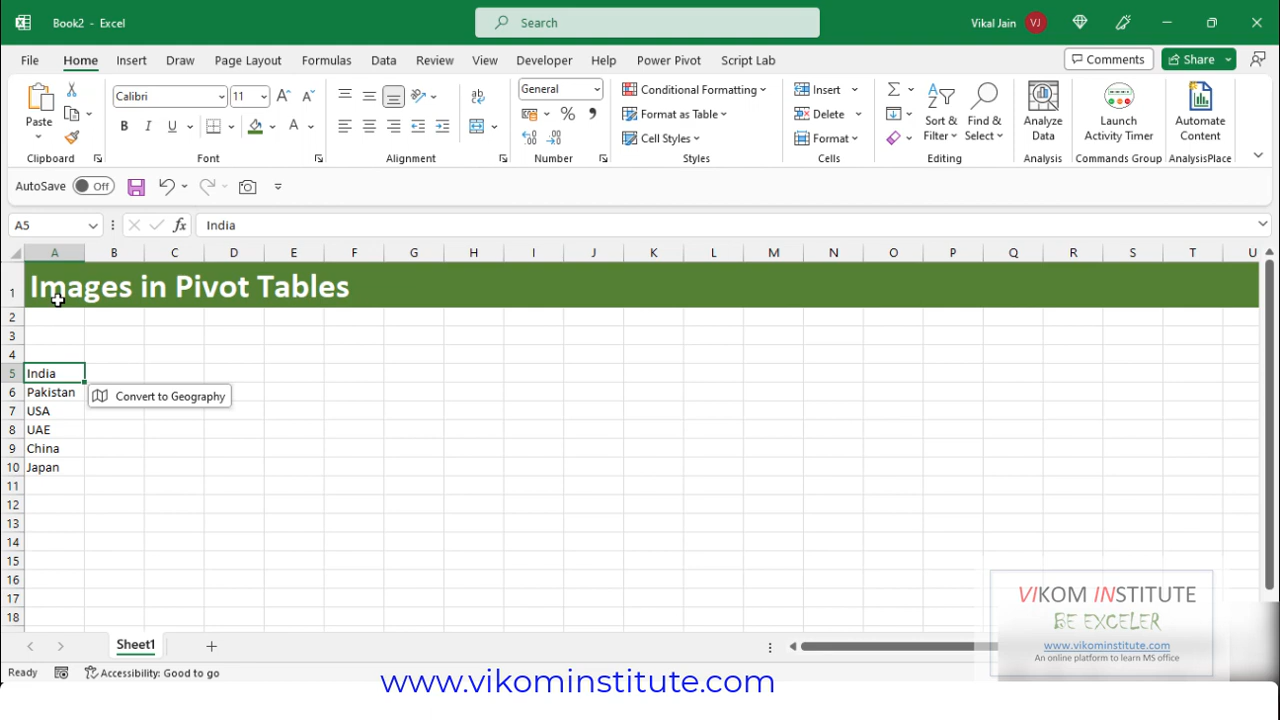 Book2 - Excel
Search
Vikal Jain VJ
File Home Insert Draw Page Layout Formulas Data Review View Developer Help Power Pivot Script Lab Comments Share
Paste
Calibri 11
B I U A
General
% 9
Conditional Formatting
Format as Table
Cell Styles
Insert
Delete
Format
Sort & Filter
Find & Select
Analyze Data
Launch Activity Timer
Automate Content
Clipboard Font Alignment Number Styles Cells Editing Analysis Commands Group AnalysisPlace
AutoSave Off
A5 fx India
A B C D E F G H I J K L M N O P Q R S T U
1 Images in Pivot Tables
2
3
4
5 India
6 Pakistan
Convert to Geography
7 USA
8 UAE
9 China
10 Japan
11
12
13
14
15
16
17
18
VIKOM INSTITUTE
BE EXCELER
www.vikominstitute.com
An online platform to learn MS office
Sheet1
Ready Accessibility: Good to go
www.vikominstitute.com